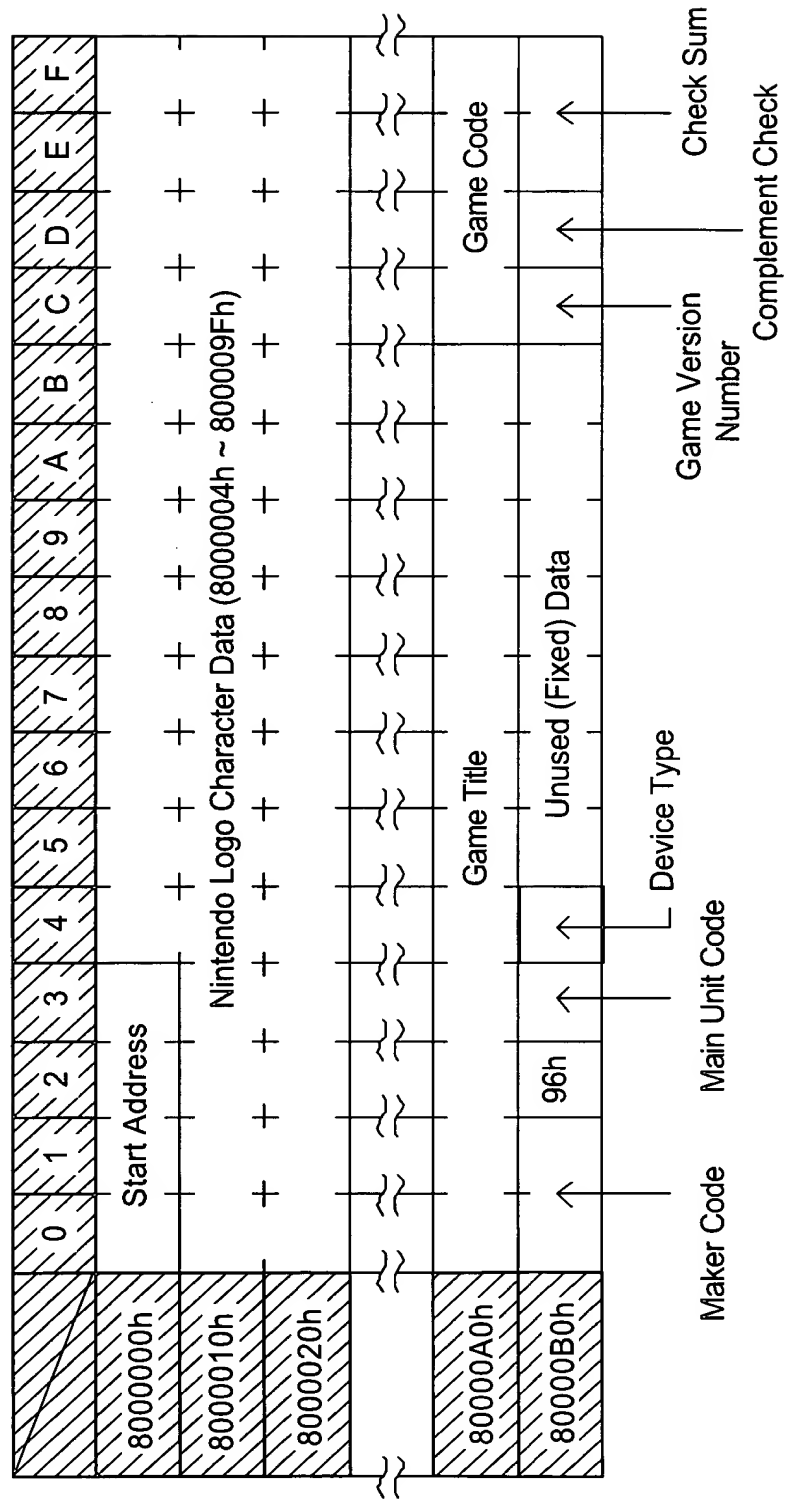 0 1 2 3 4 5 6 7 8 9 A B C D E F
8000000h Start Address
8000010h Nintendo Logo Character Data (8000004h ~ 800009Fh)
8000020h
80000A0h Game Title Game Code
80000B0h 96h Unused (Fixed) Data
Maker Code
Main Unit Code
Device Type
Game Version
Number
Complement Check
Check Sum